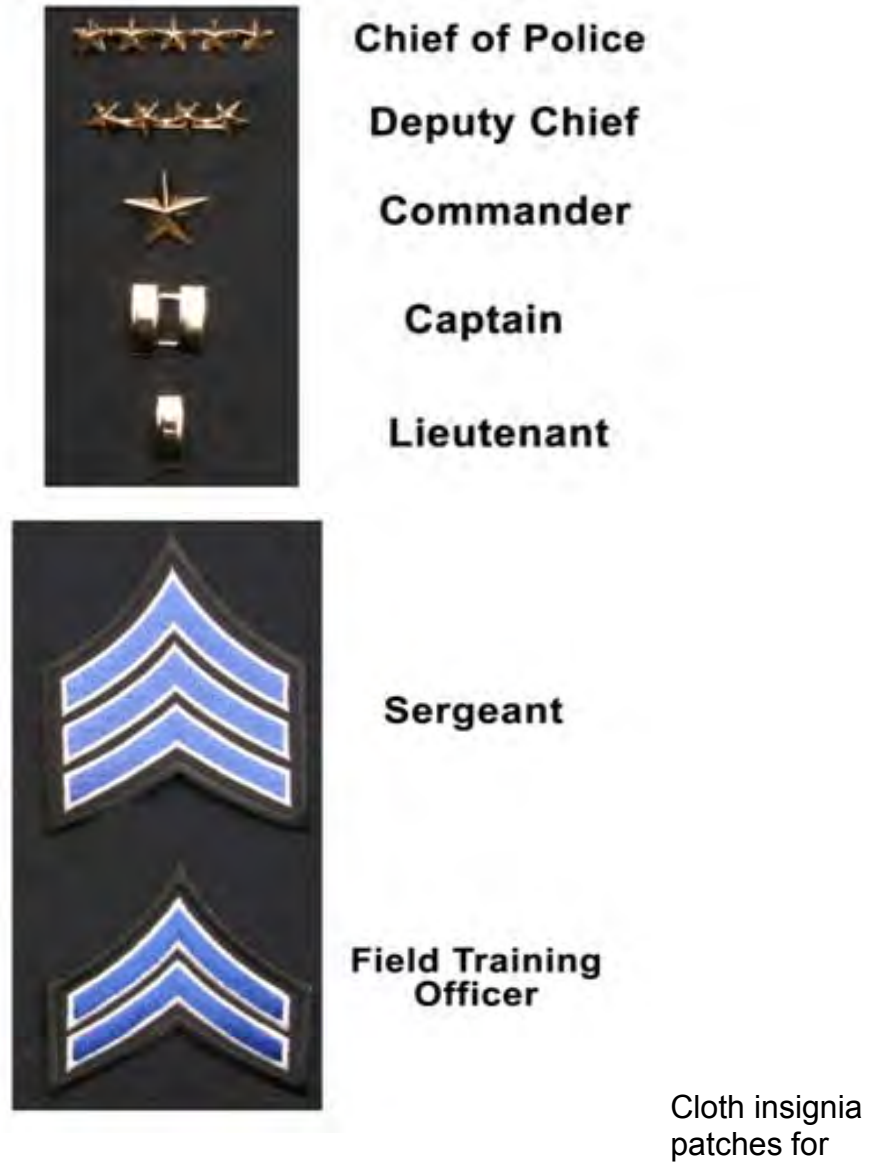 Chief of Police
Deputy Chief
Commander
Captain
Lieutenant
Sergeant
Field Training
Officer
Cloth insignia
patches for